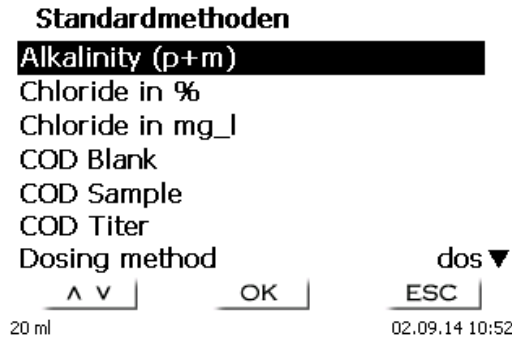 Standardmethoden
Alkalinity (p+m)
Chloride in %
Chloride in mg_l
COD Blank
COD Sample
COD Titer
Dosing method dos▼
∧ ∨ OK ESC
20 ml 02.09.14 10:52